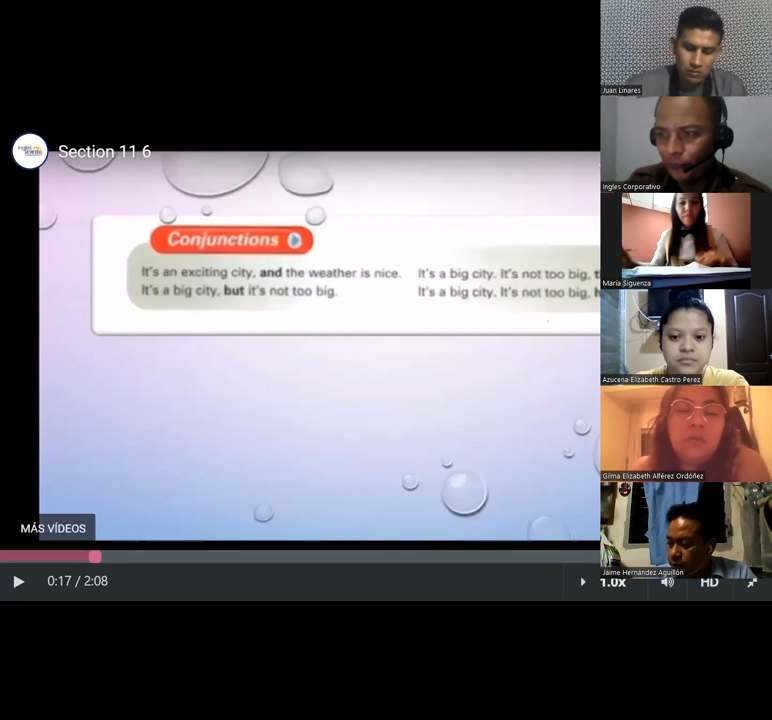 Section 11 6
Conjunctions
It's an exciting city, and the weather is nice.
It's a big city, but it's not too big.
It's a big city. It's not too big,
It's a big city. It's not too big,
MÁS VÍDEOS
0:17 / 2:08
1.0x
HD
Juan Linares
Ingles Corporativo
María Siguenza
Azucena Elizabeth Castro Perez
Gilma Elizabeth Alférez Ordóñez
Jaime Hernández Aguillón